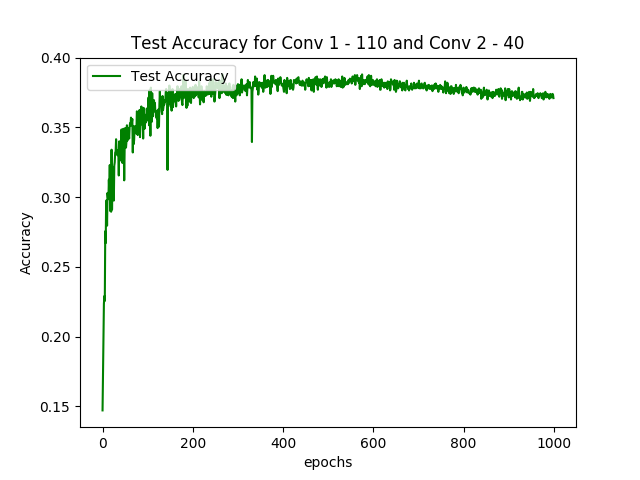 Test Accuracy for Conv 1 - 110 and Conv 2 - 40
Test Accuracy
0.40
0.35
0.30
0.25
0.20
0.15
Accuracy
0 200 400 600 800 1000
epochs